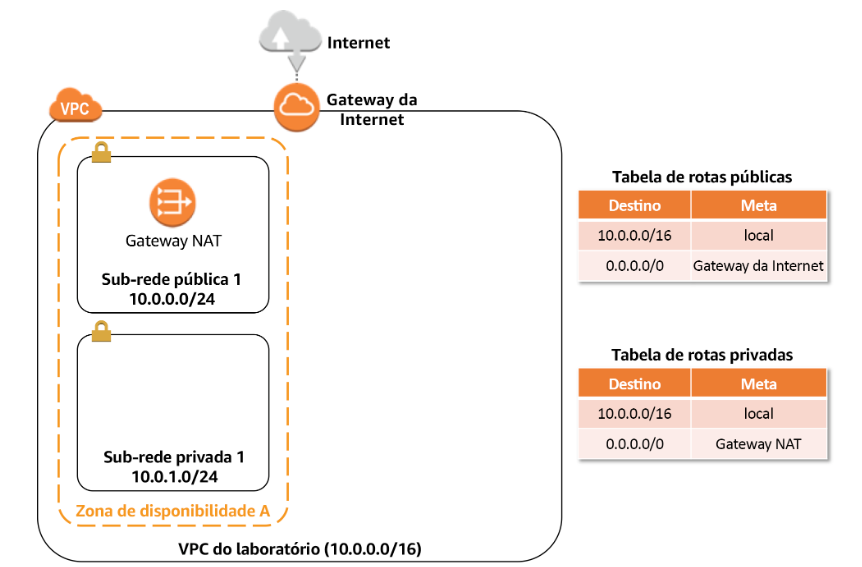 Internet
VPC
Gateway da
Internet
Gateway NAT
Sub-rede pública 1
10.0.0.0/24
Sub-rede privada 1
10.0.1.0/24
Zona de disponibilidade A
VPC do laboratório (10.0.0.0/16)
Tabela de rotas públicas
Destino Meta
10.0.0.0/16 local
0.0.0.0/0 Gateway da Internet
Tabela de rotas privadas
Destino Meta
10.0.0.0/16 local
0.0.0.0/0 Gateway NAT